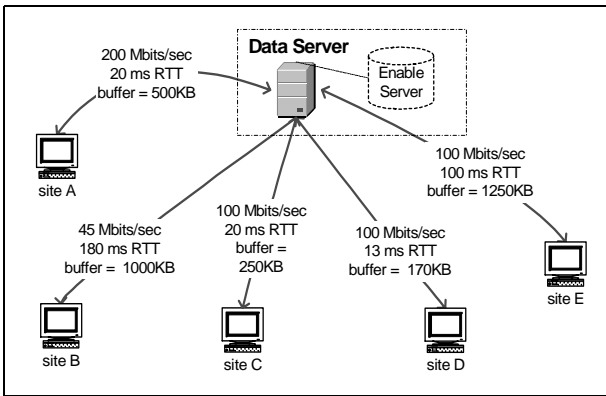 Data Server
Enable
Server
200 Mbits/sec
20 ms RTT
buffer = 500KB
site A
45 Mbits/sec
180 ms RTT
buffer = 1000KB
site B
100 Mbits/sec
20 ms RTT
buffer =
250KB
site C
100 Mbits/sec
13 ms RTT
buffer = 170KB
site D
100 Mbits/sec
100 ms RTT
buffer = 1250KB
site E